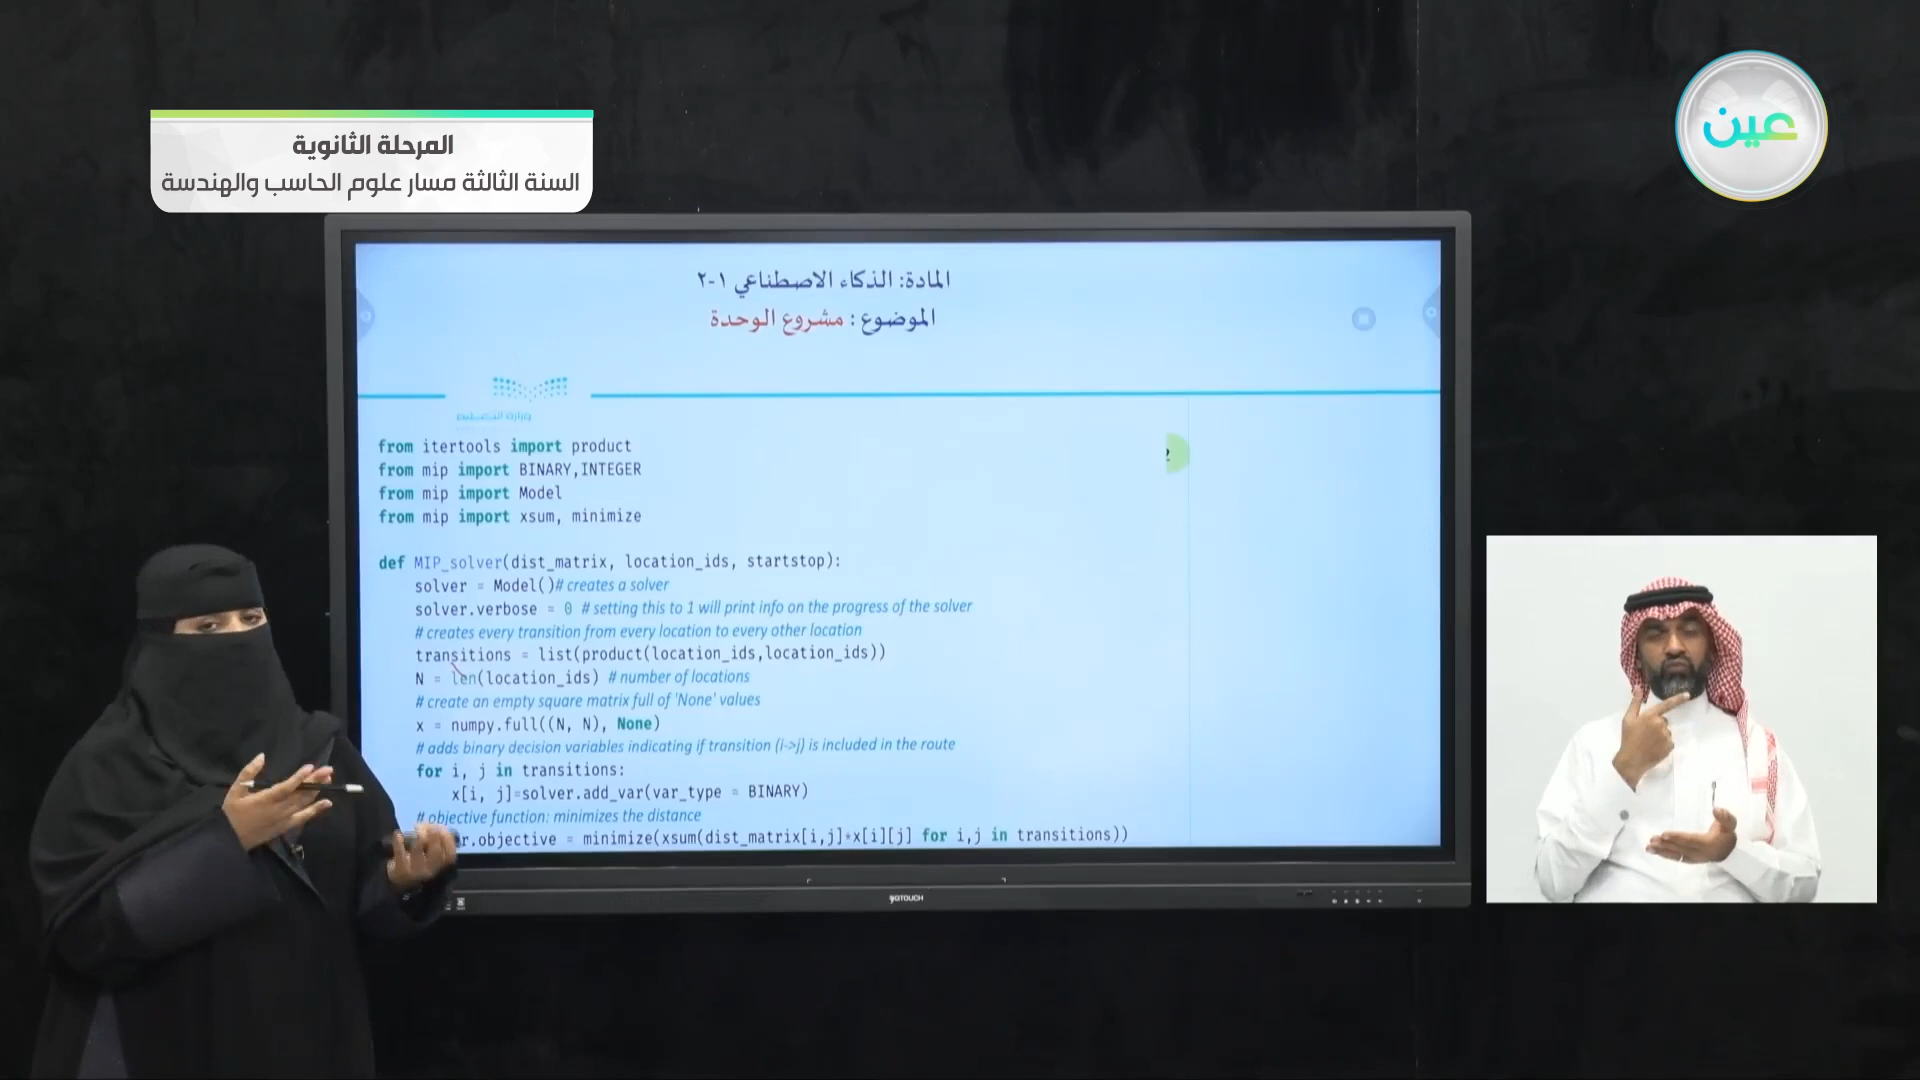 المرحلة الثانوية
السنة الثالثة مسار علوم الحاسب والهندسة
عين
المادة: الذكاء الاصطناعي ١-٢
الموضوع : مشروع الوحدة
وزارة التعليم
2
from itertools import product
from mip import BINARY,INTEGER
from mip import Model
from mip import xsum, minimize
def MIP_solver(dist_matrix, location_ids, startstop):
solver = Model()# creates a solver
solver.verbose = 0 # setting this to 1 will print info on the progress of the solver
# creates every transition from every location to every other location
transitions = list(product(location_ids,location_ids))
N = len(location_ids) # number of locations
# create an empty square matrix full of 'None' values
x = numpy.full((N, N), None)
# adds binary decision variables indicating if transition (i->j) is included in the route
for i, j in transitions:
x[i, j]=solver.add_var(var_type = BINARY)
# objective function: minimizes the distance
r.objective = minimize(xsum(dist_matrix[i,j]*x[i][j] for i,j in transitions))